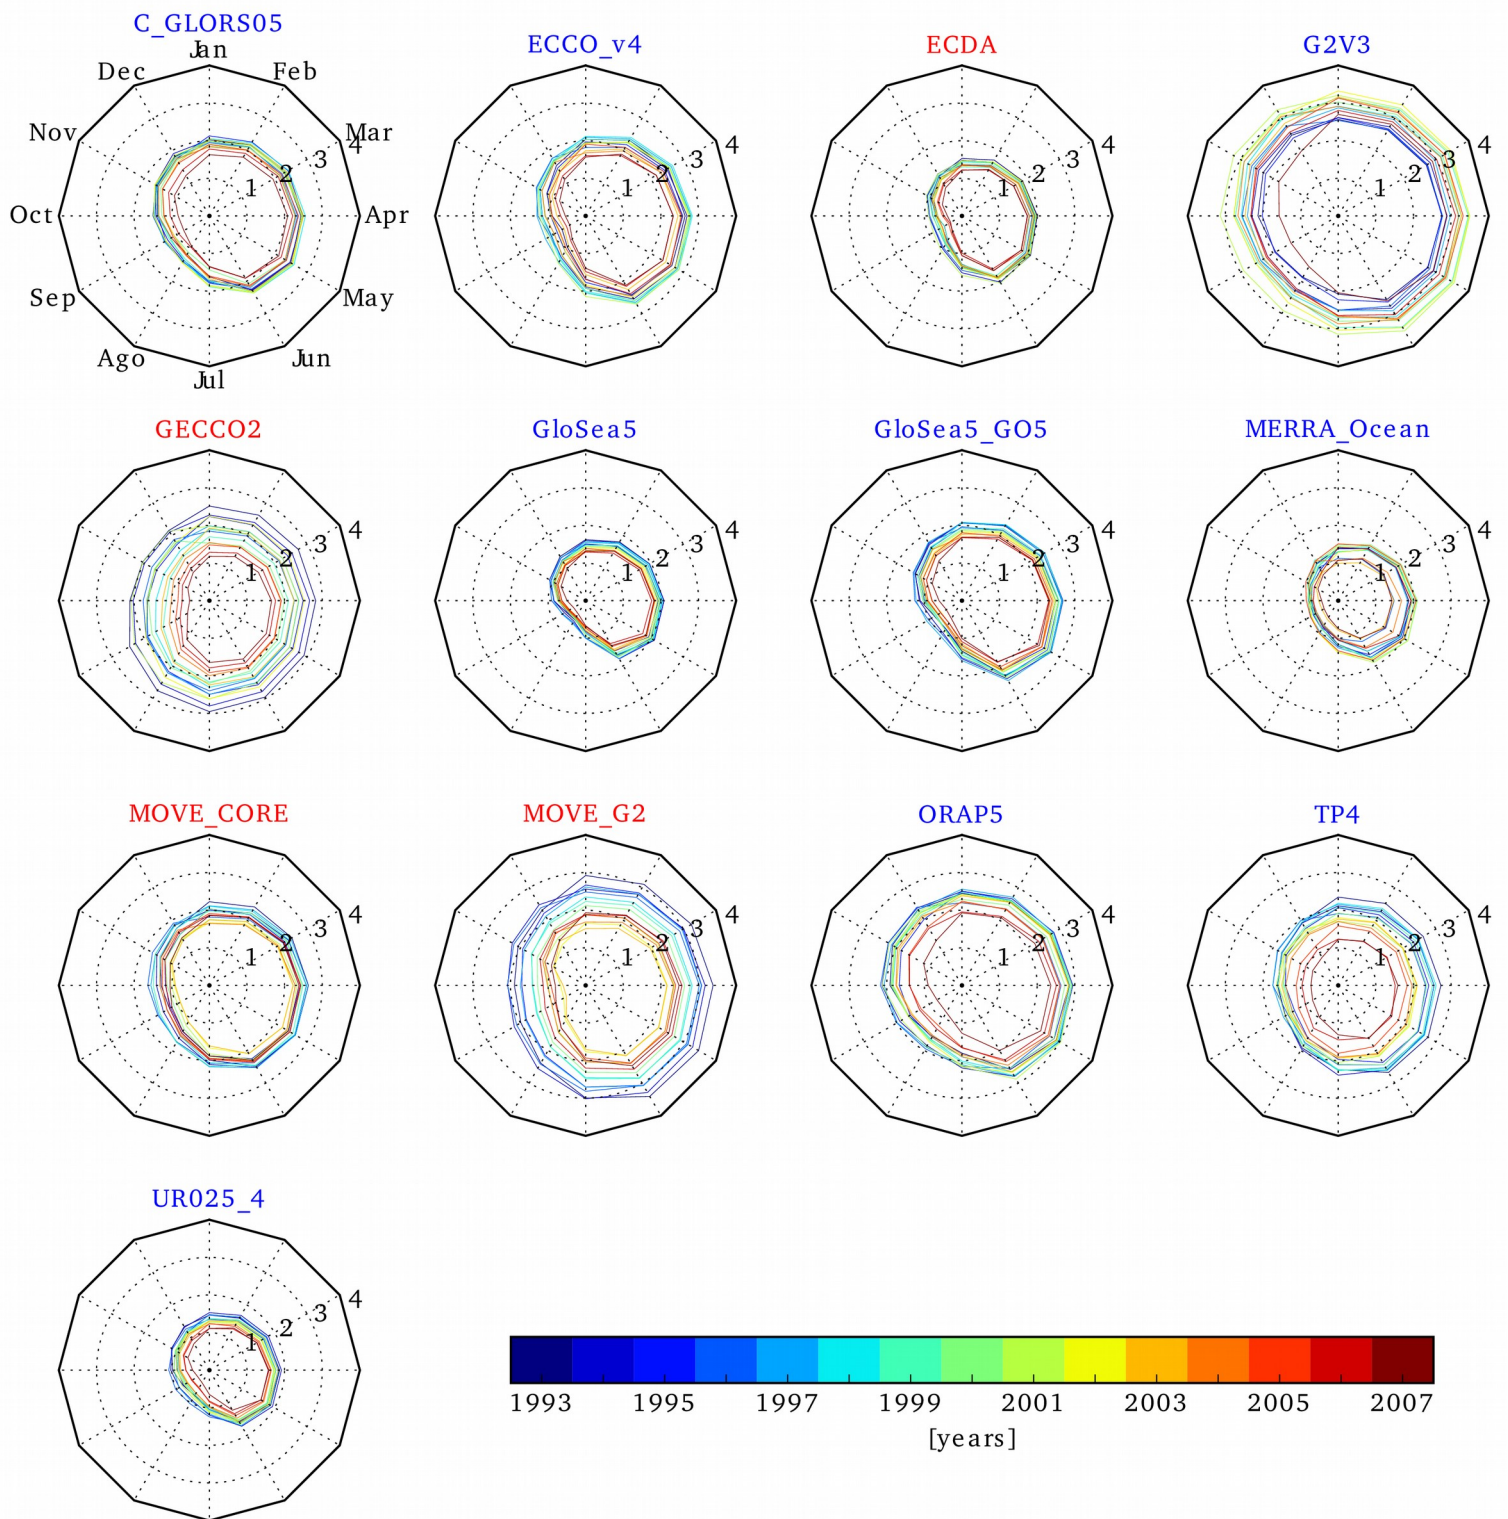 C_GLORS05
ECCO_v4
ECDA
G2V3
Jan
Dec
Feb
Nov
Mar
1 2 3 4
1 2 3 4
1 2 3 4
1 2 3 4
Oct
Apr
Sep
May
Ago
Jun
Jul
GECCO2
GloSea5
GloSea5_GO5
MERRA_Ocean
1 2 3 4
1 2 3 4
1 2 3 4
1 2 3 4
MOVE_CORE
MOVE_G2
ORAP5
TP4
1 2 3 4
1 2 3 4
1 2 3 4
1 2 3 4
UR025_4
1 2 3 4
1993 1995 1997 1999 2001 2003 2005 2007
[years]